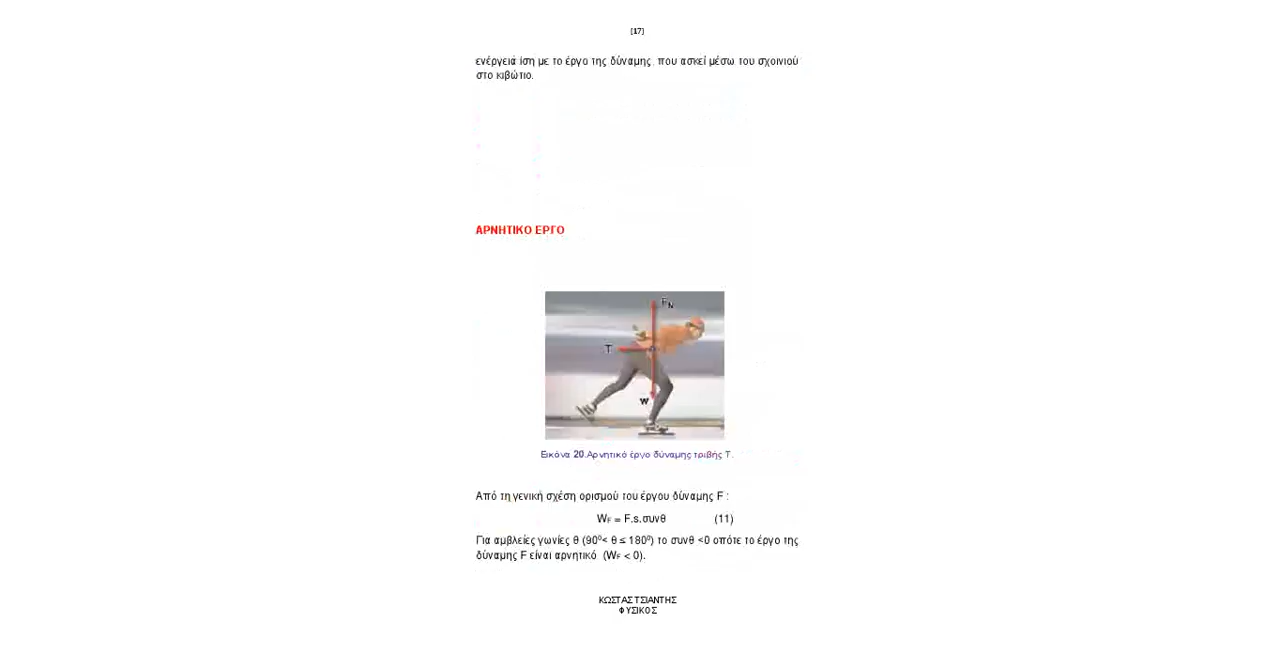 [17]
ενέργειά ίση με το έργο της δύναμης, που ασκεί μέσω του σχοινιού
στο κιβώτιο.
ΑΡΝΗΤΙΚΟ ΕΡΓΟ
FN
T
w
Εικόνα 20.Αρνητικό έργο δύναμης τριβής Τ.
Από τη γενική σχέση ορισμού του έργου δύναμης F :
WF = F.s.συνθ (11)
Για αμβλείες γωνίες θ (90⁰< θ ≤ 180⁰) το συνθ <0 οπότε το έργο της
δύναμης F είναι αρνητικό. (WF < 0).
ΚΩΣΤΑΣ ΤΣΙΑΝΤΗΣ
ΦΥΣΙΚΟΣ